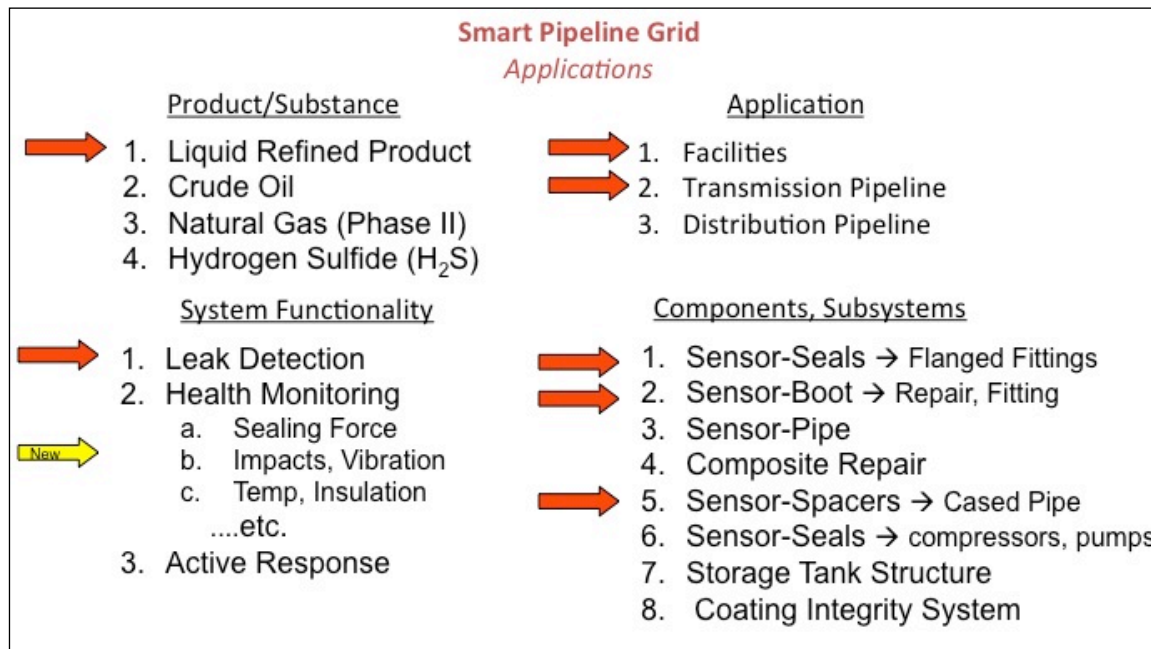 Smart Pipeline Grid
Applications
Product/Substance
1. Liquid Refined Product
2. Crude Oil
3. Natural Gas (Phase II)
4. Hydrogen Sulfide (H₂S)
Application
1. Facilities
2. Transmission Pipeline
3. Distribution Pipeline
System Functionality
1. Leak Detection
2. Health Monitoring
a. Sealing Force
New
b. Impacts, Vibration
c. Temp, Insulation
....etc.
3. Active Response
Components, Subsystems
1. Sensor-Seals → Flanged Fittings
2. Sensor-Boot → Repair, Fitting
3. Sensor-Pipe
4. Composite Repair
5. Sensor-Spacers → Cased Pipe
6. Sensor-Seals → compressors, pumps
7. Storage Tank Structure
8. Coating Integrity System